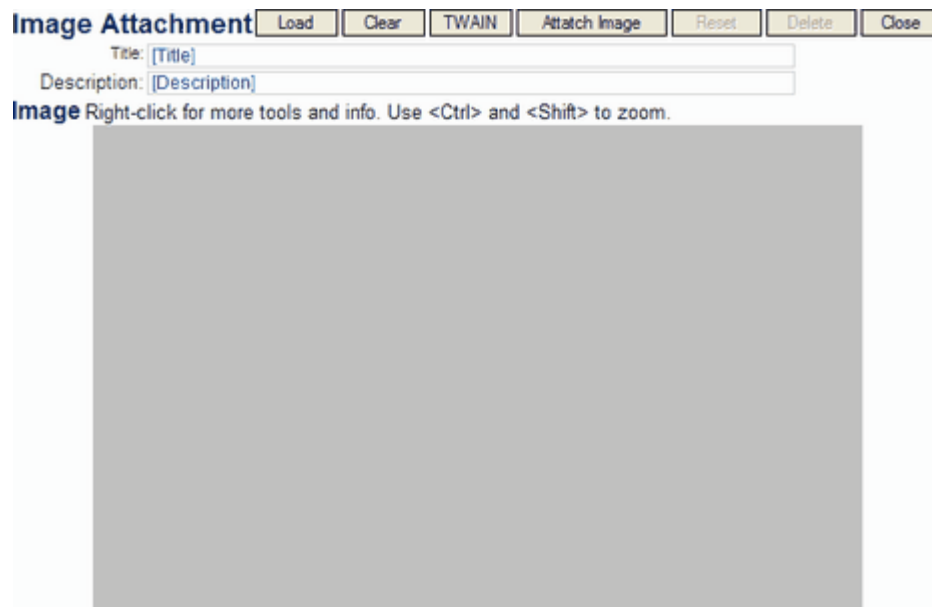 Image Attachment Load Clear TWAIN Attatch Image Reset Delete Close
Title: [Title]
Description: [Description]
Image Right-click for more tools and info. Use <Ctrl> and <Shift> to zoom.